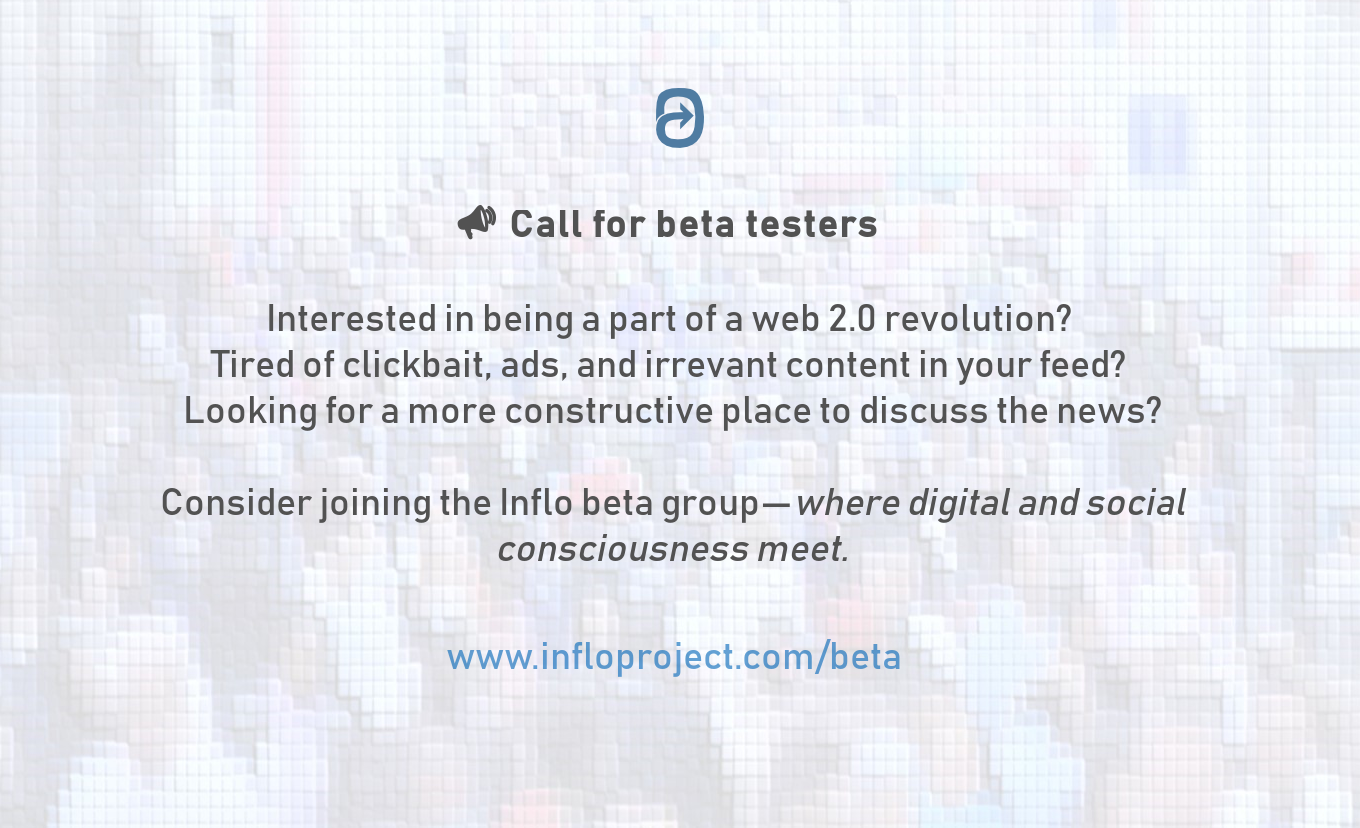 Call for beta testers
Interested in being a part of a web 2.0 revolution?
Tired of clickbait, ads, and irrevant content in your feed?
Looking for a more constructive place to discuss the news?
Consider joining the Inflo beta group—where digital and social
consciousness meet.
www.infloproject.com/beta